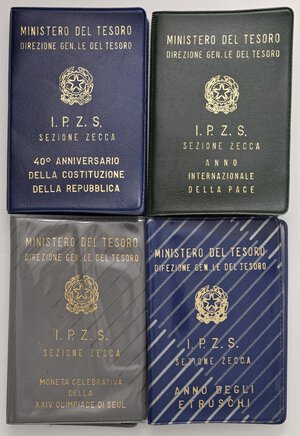 MINISTERO DEL TESORO
DIREZIONE GEN.LE DEL TESORO
I.P.Z.S.
SEZIONE ZECCA
40° ANNIVERSARIO
DELLA COSTITUZIONE
DELLA REPUBBLICA
MINISTERO DEL TESORO
DIREZIONE GEN.LE DEL TESORO
I.P.Z.S.
SEZIONE ZECCA
ANNO
INTERNAZIONALE
DELLA PACE
MINISTERO DEL TESORO
DIREZIONE GEN.LE DEL TESORO
I.P.Z.S.
SEZIONE ZECCA
MONETA CELEBRATIVA
DELLA
XXIV OLIMPIADE DI SEUL
MINISTERO DEL TESORO
DIREZIONE GEN.LE DEL TESORO
I.P.Z.S.
SEZIONE ZECCA
ANNO DEGLI
ETRUSCHI